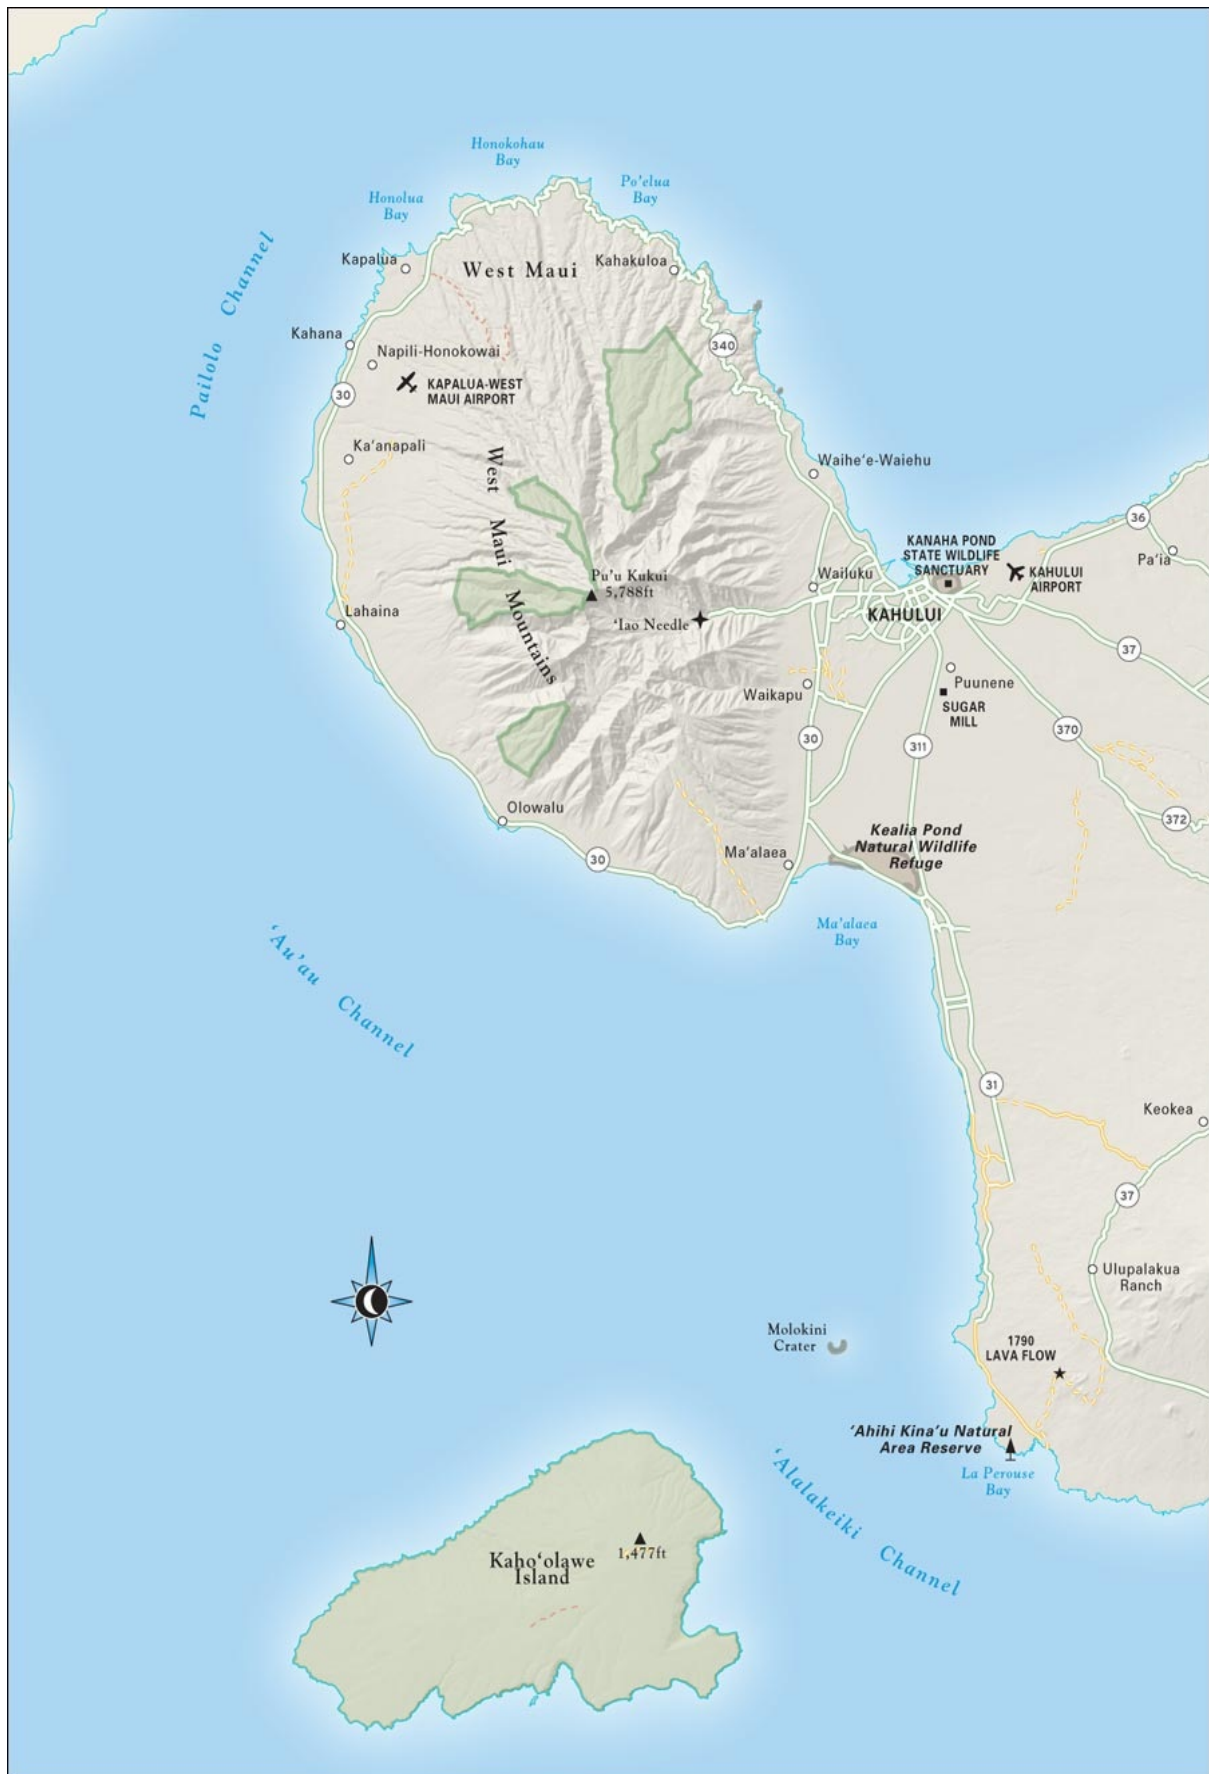 Honokohau
Bay
Po'elua
Bay
Honolua
Bay
Pailolo Channel
Kapalua
West Maui
Kahakuloa
Kahana
Napili-Honokowai
340
KAPALUA-WEST
MAUI AIRPORT
30
Ka'anapali
West Maui Mountains
Waihe'e-Waiehu
36
KANAHA POND
STATE WILDLIFE
SANCTUARY
Pa'ia
KAHULUI
AIRPORT
Pu'u Kukui
5,788ft
Wailuku
Lahaina
'Iao Needle
KAHULUI
37
Puunene
Waikapu
SUGAR
MILL
30
311
370
Olowalu
372
Kealia Pond
Natural Wildlife
Refuge
30
Ma'alaea
Ma'alaea
Bay
'Au'au Channel
31
Keokea
37
Ulupalakua
Ranch
Molokini
Crater
1790
LAVA FLOW
'Ahihi Kina'u Natural
Area Reserve
La Perouse
Bay
'Alalakeiki Channel
1,477ft
Kaho'olawe
Island